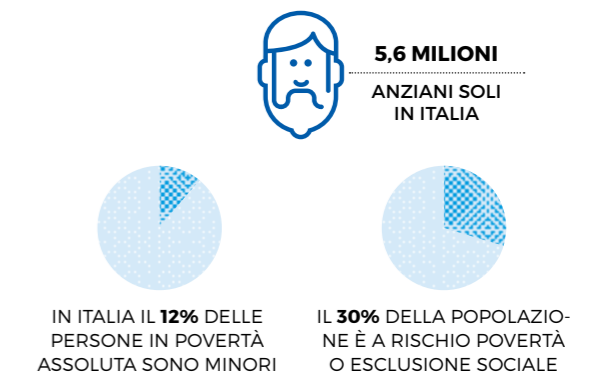 5,6 MILIONI
ANZIANI SOLI
IN ITALIA
IN ITALIA IL 12% DELLE
PERSONE IN POVERTÀ
ASSOLUTA SONO MINORI
IL 30% DELLA POPOLAZIO-
NE È A RISCHIO POVERTÀ
O ESCLUSIONE SOCIALE